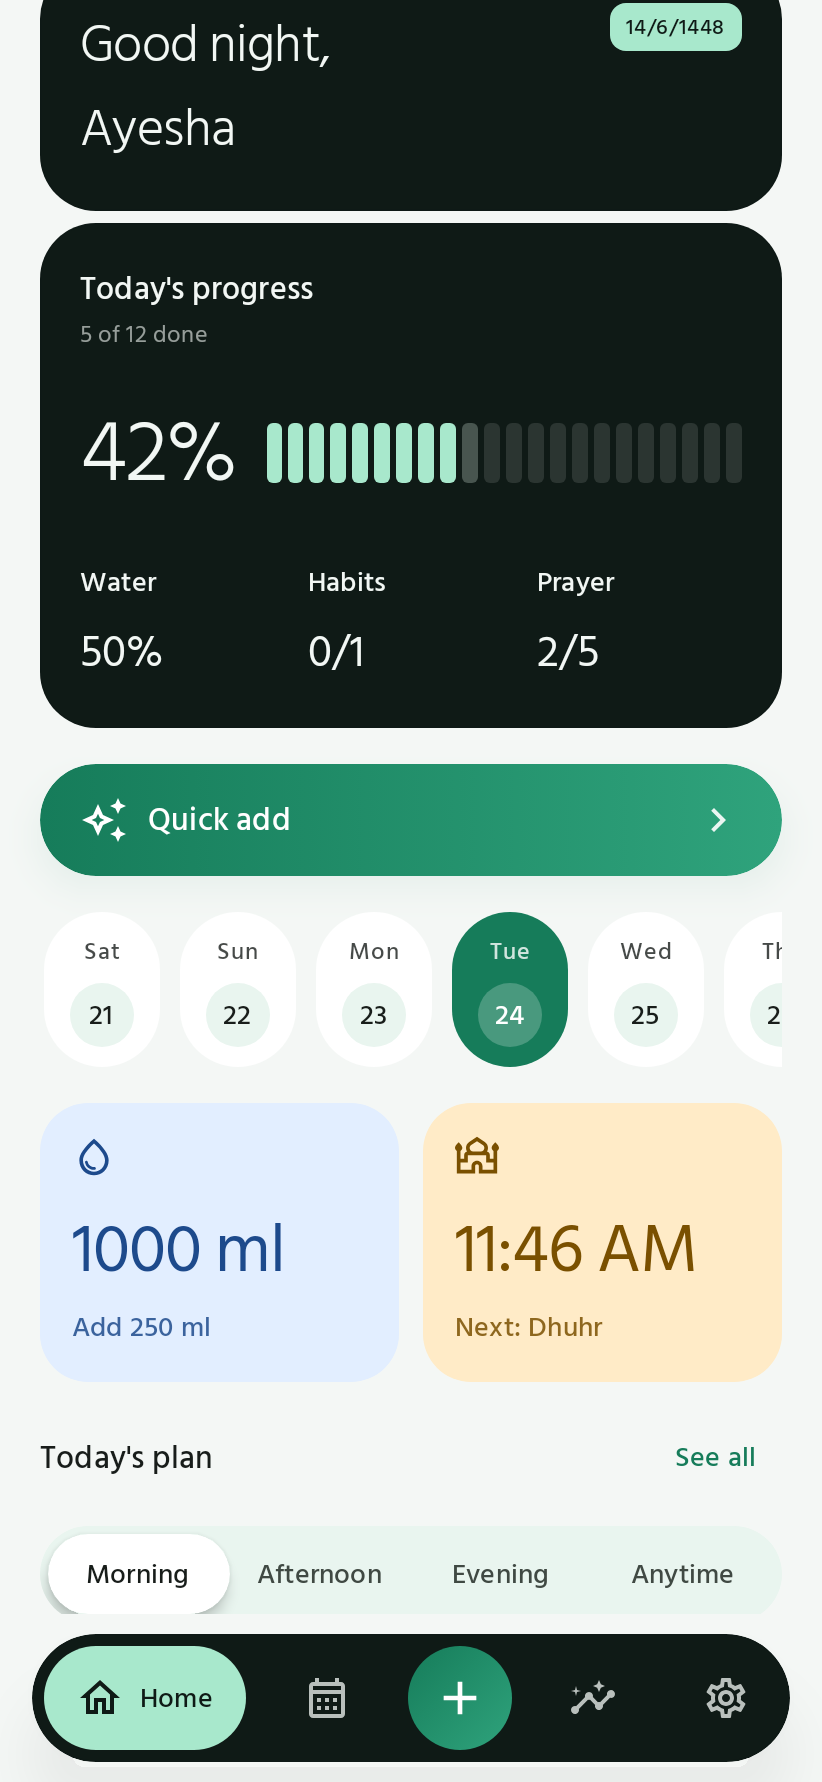 Good night,
14/6/1448
Ayesha
Today's progress
5 of 12 done
42%
Water
Habits
Prayer
50%
0/1
2/5
Quick add
Sat
Sun
Mon
Tue
Wed
21
22
23
24
25
1000 ml
Add 250 ml
11:46 AM
Next: Dhuhr
Today's plan
See all
Morning
Afternoon
Evening
Anytime
Home